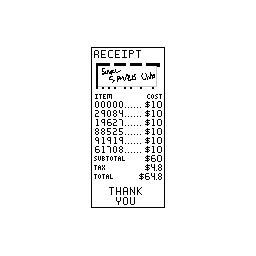 RECEIPT
ITEM COST
00000...... $10
29084...... $10
19627...... $10
88525...... $10
91919...... $10
61708...... $10
SUBTOTAL $60
TAX $4.8
TOTAL $64.8
THANK
YOU